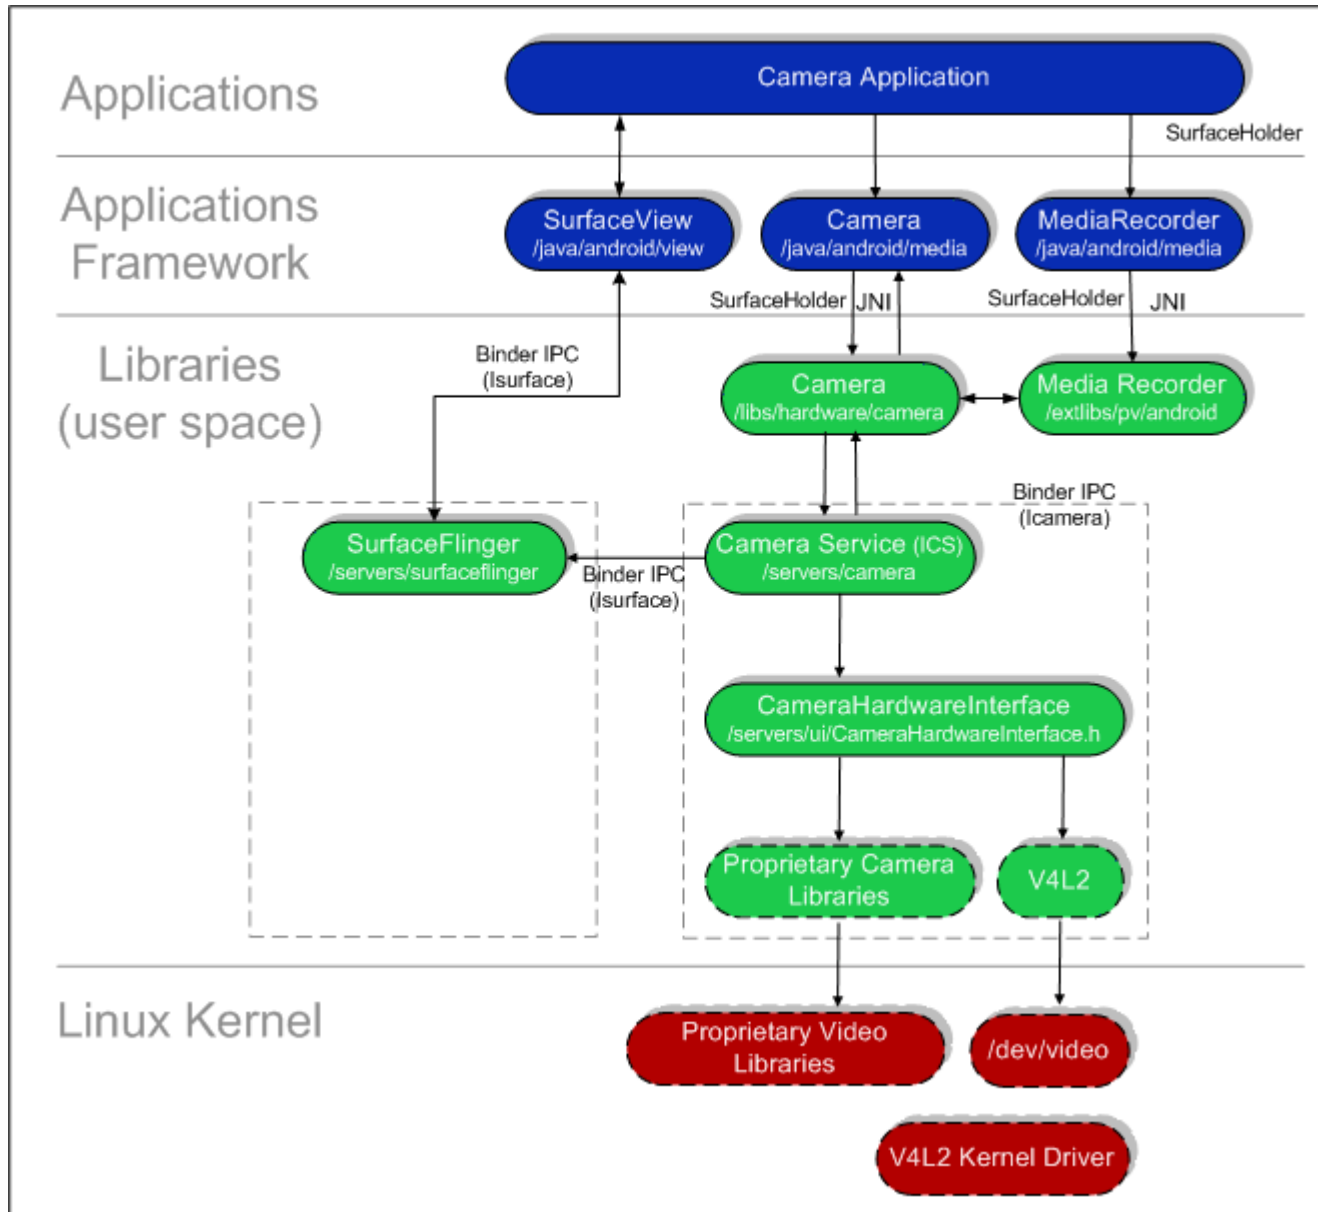 Applications
Camera Application
SurfaceHolder
Applications
Framework
SurfaceView
/java/android/view
Camera
/java/android/media
MediaRecorder
/java/android/media
SurfaceHolder
JNI
SurfaceHolder
JNI
Libraries
(user space)
Binder IPC
(Isurface)
Camera
/libs/hardware/camera
Media Recorder
/extlibs/pv/android
Binder IPC
(Icamera)
SurfaceFlinger
/servers/surfaceflinger
Binder IPC
(Isurface)
Camera Service (ICS)
/servers/camera
CameraHardwareInterface
/servers/ui/CameraHardwareInterface.h
Proprietary Camera
Libraries
V4L2
Linux Kernel
Proprietary Video
Libraries
/dev/video
V4L2 Kernel Driver